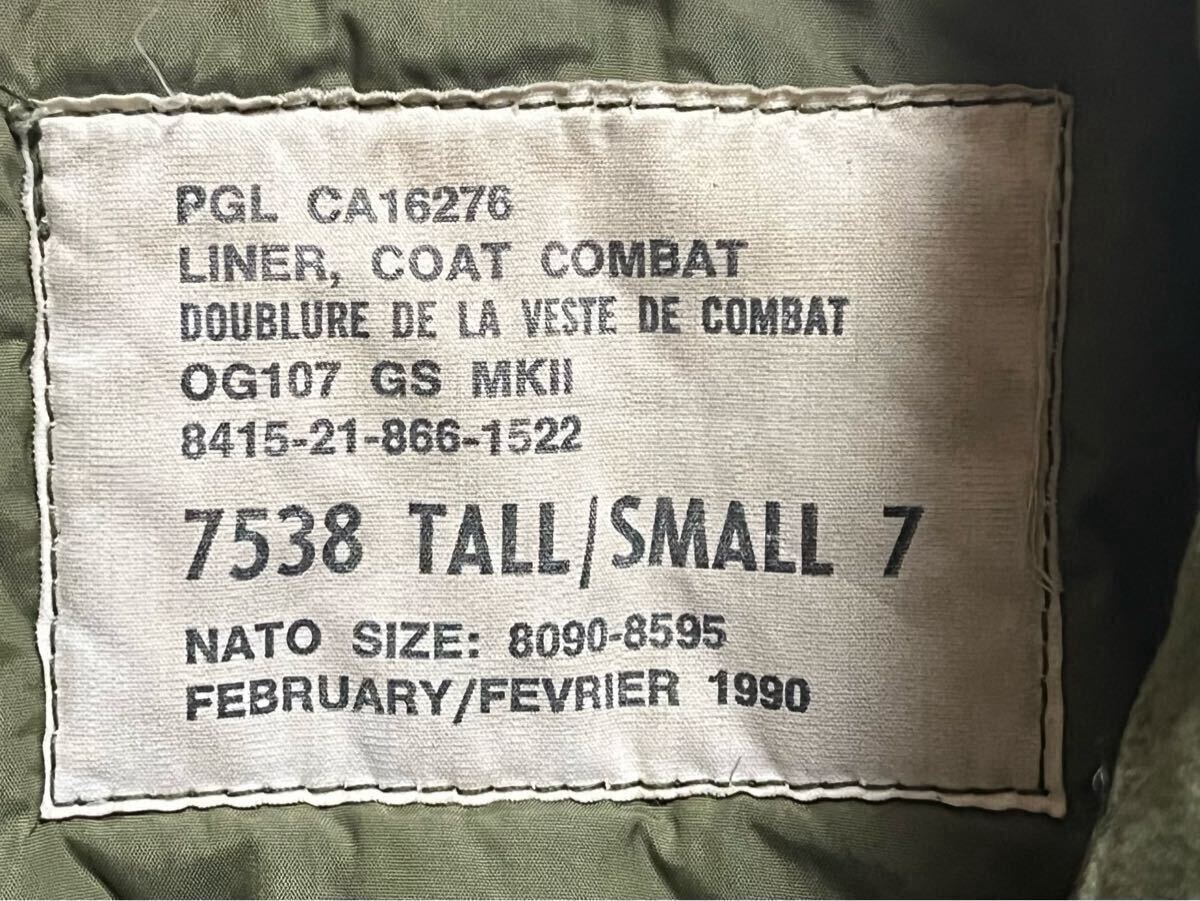 PGL CA16276
LINER, COAT COMBAT
DOUBLURE DE LA VESTE DE COMBAT
OG107 GS MKII
8415-21-866-1522
7538 TALL/SMALL 7
NATO SIZE: 8090-8595
FEBRUARY/FEVRIER 1990